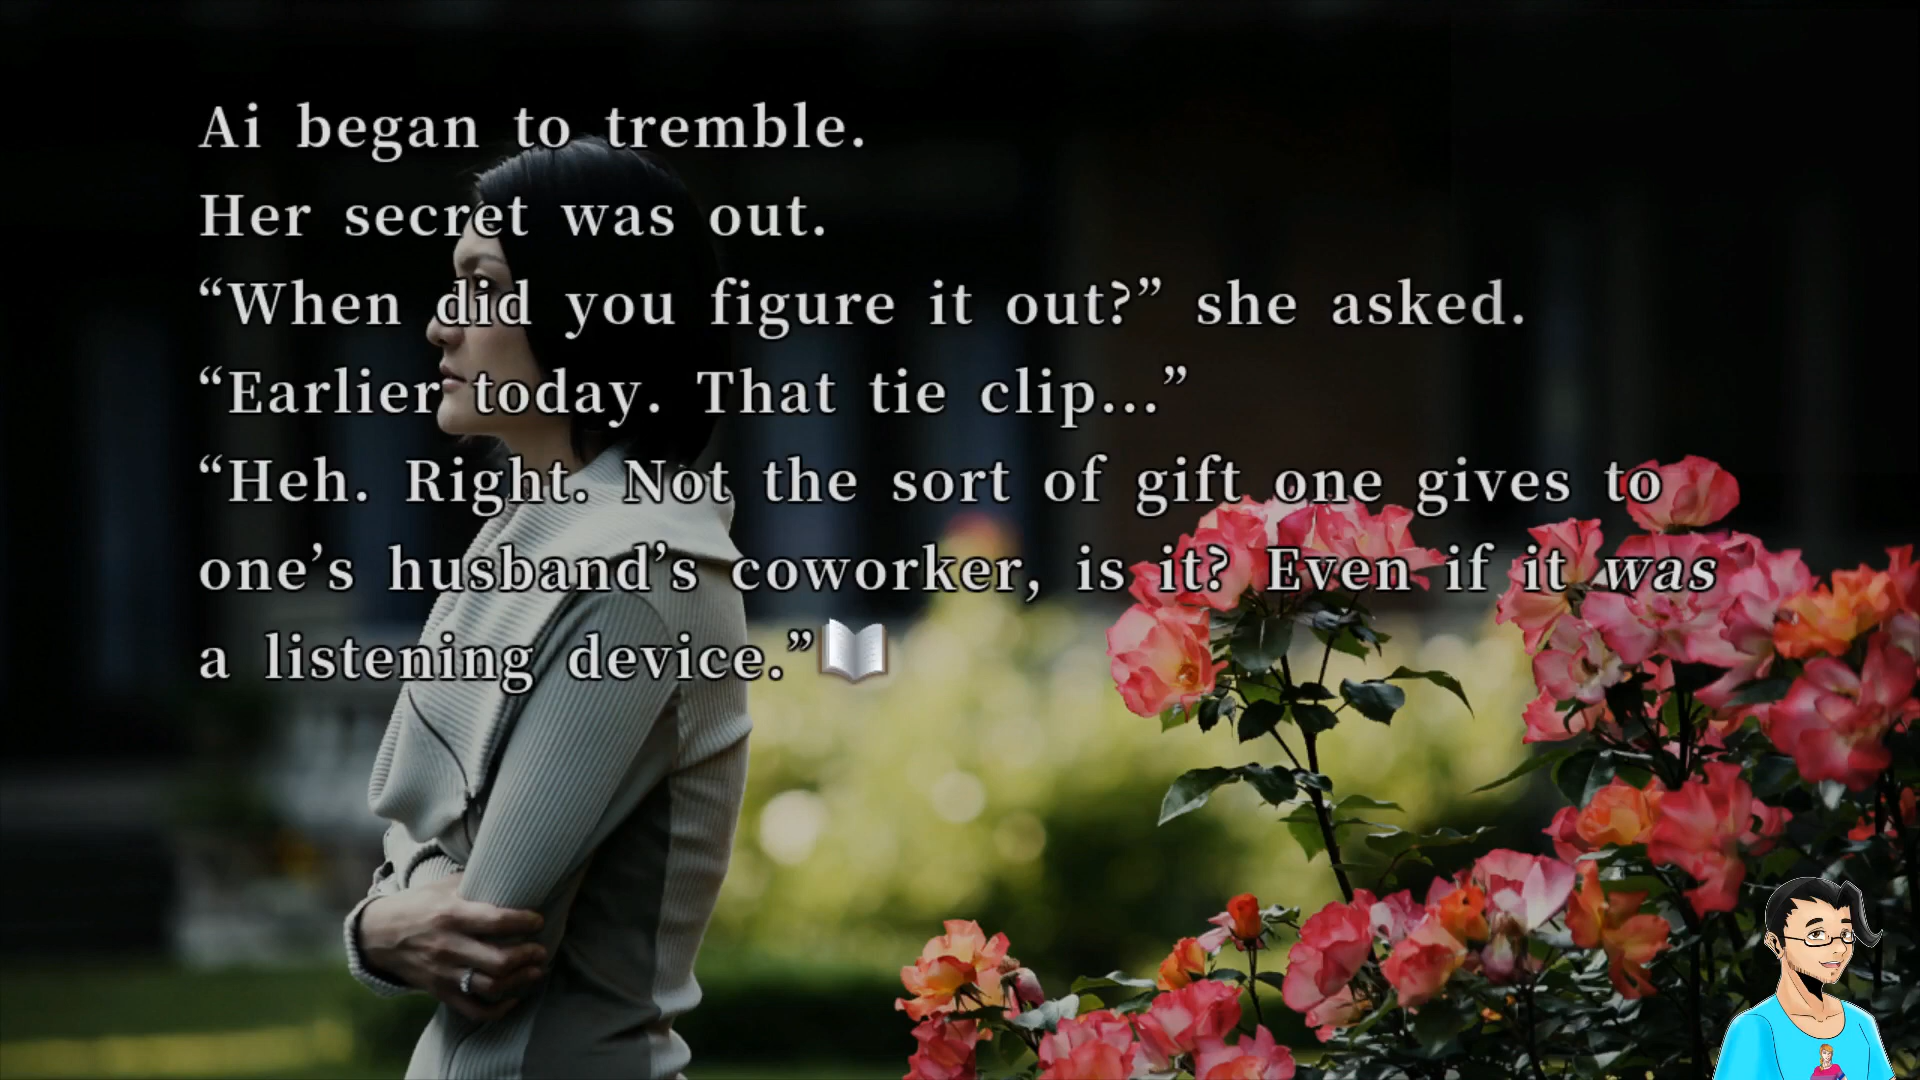 Ai began to tremble.
Her secret was out.
“When did you figure it out?” she asked.
“Earlier today. That tie clip...”
“Heh. Right. Not the sort of gift one gives to
one’s husband’s coworker, is it? Even if it was
a listening device.”